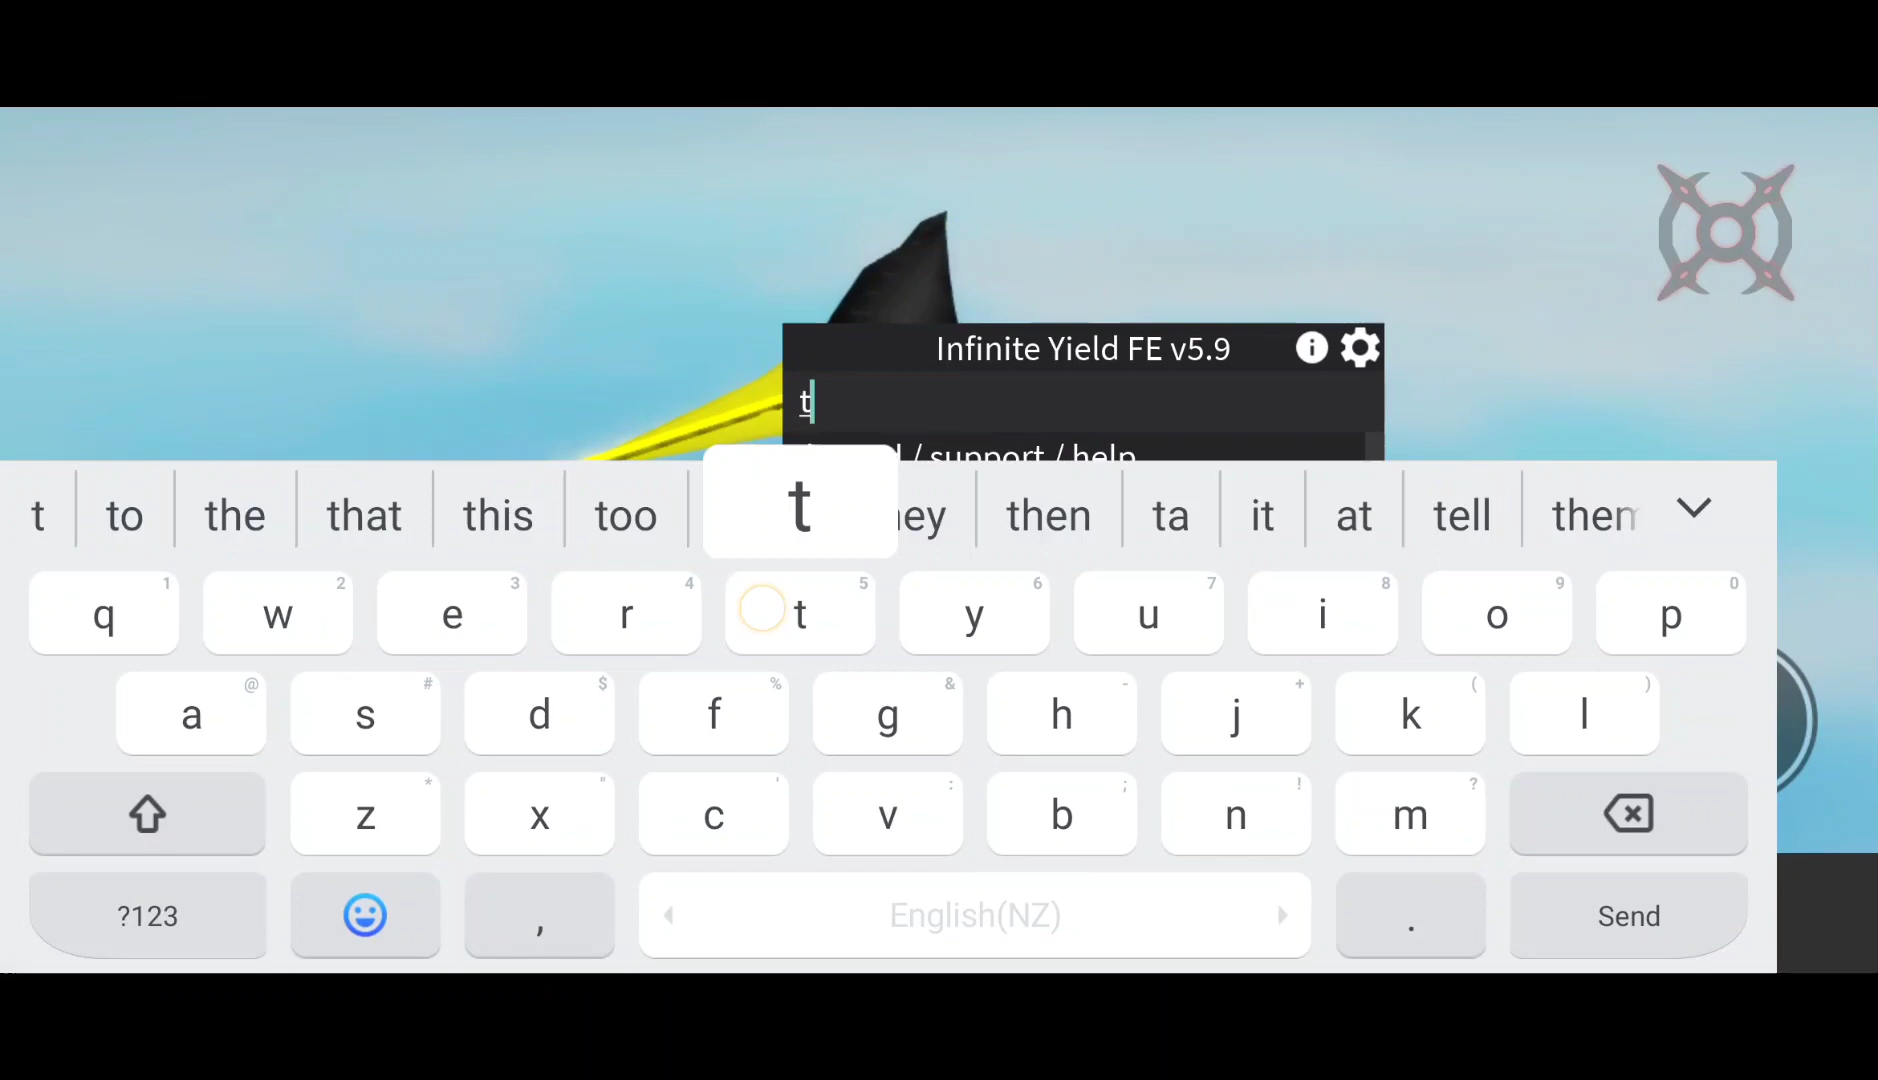 Infinite Yield FE v5.9
t
/ support / help
t to the that this too t then ta it at tell
q 1 w 2 e 3 r 4 t 5 y 6 u 7 i 8 o 9 p 0
a @ s # d $ f % g & h - j + k ( l )
z * x " c ' v : b ; n ! m ?
?123 , English(NZ) . Send